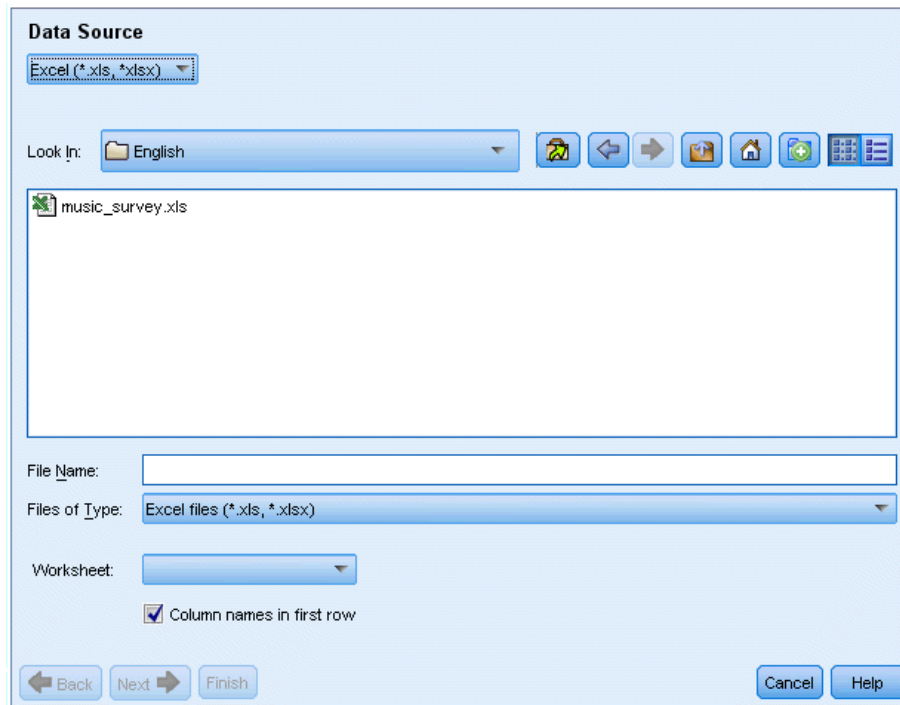 Data Source
Excel (*.xls, *xlsx)
Look In: English
music_survey.xls
File Name:
Files of Type: Excel files (*.xls, *.xlsx)
Worksheet:
Column names in first row
Back Next Finish Cancel Help